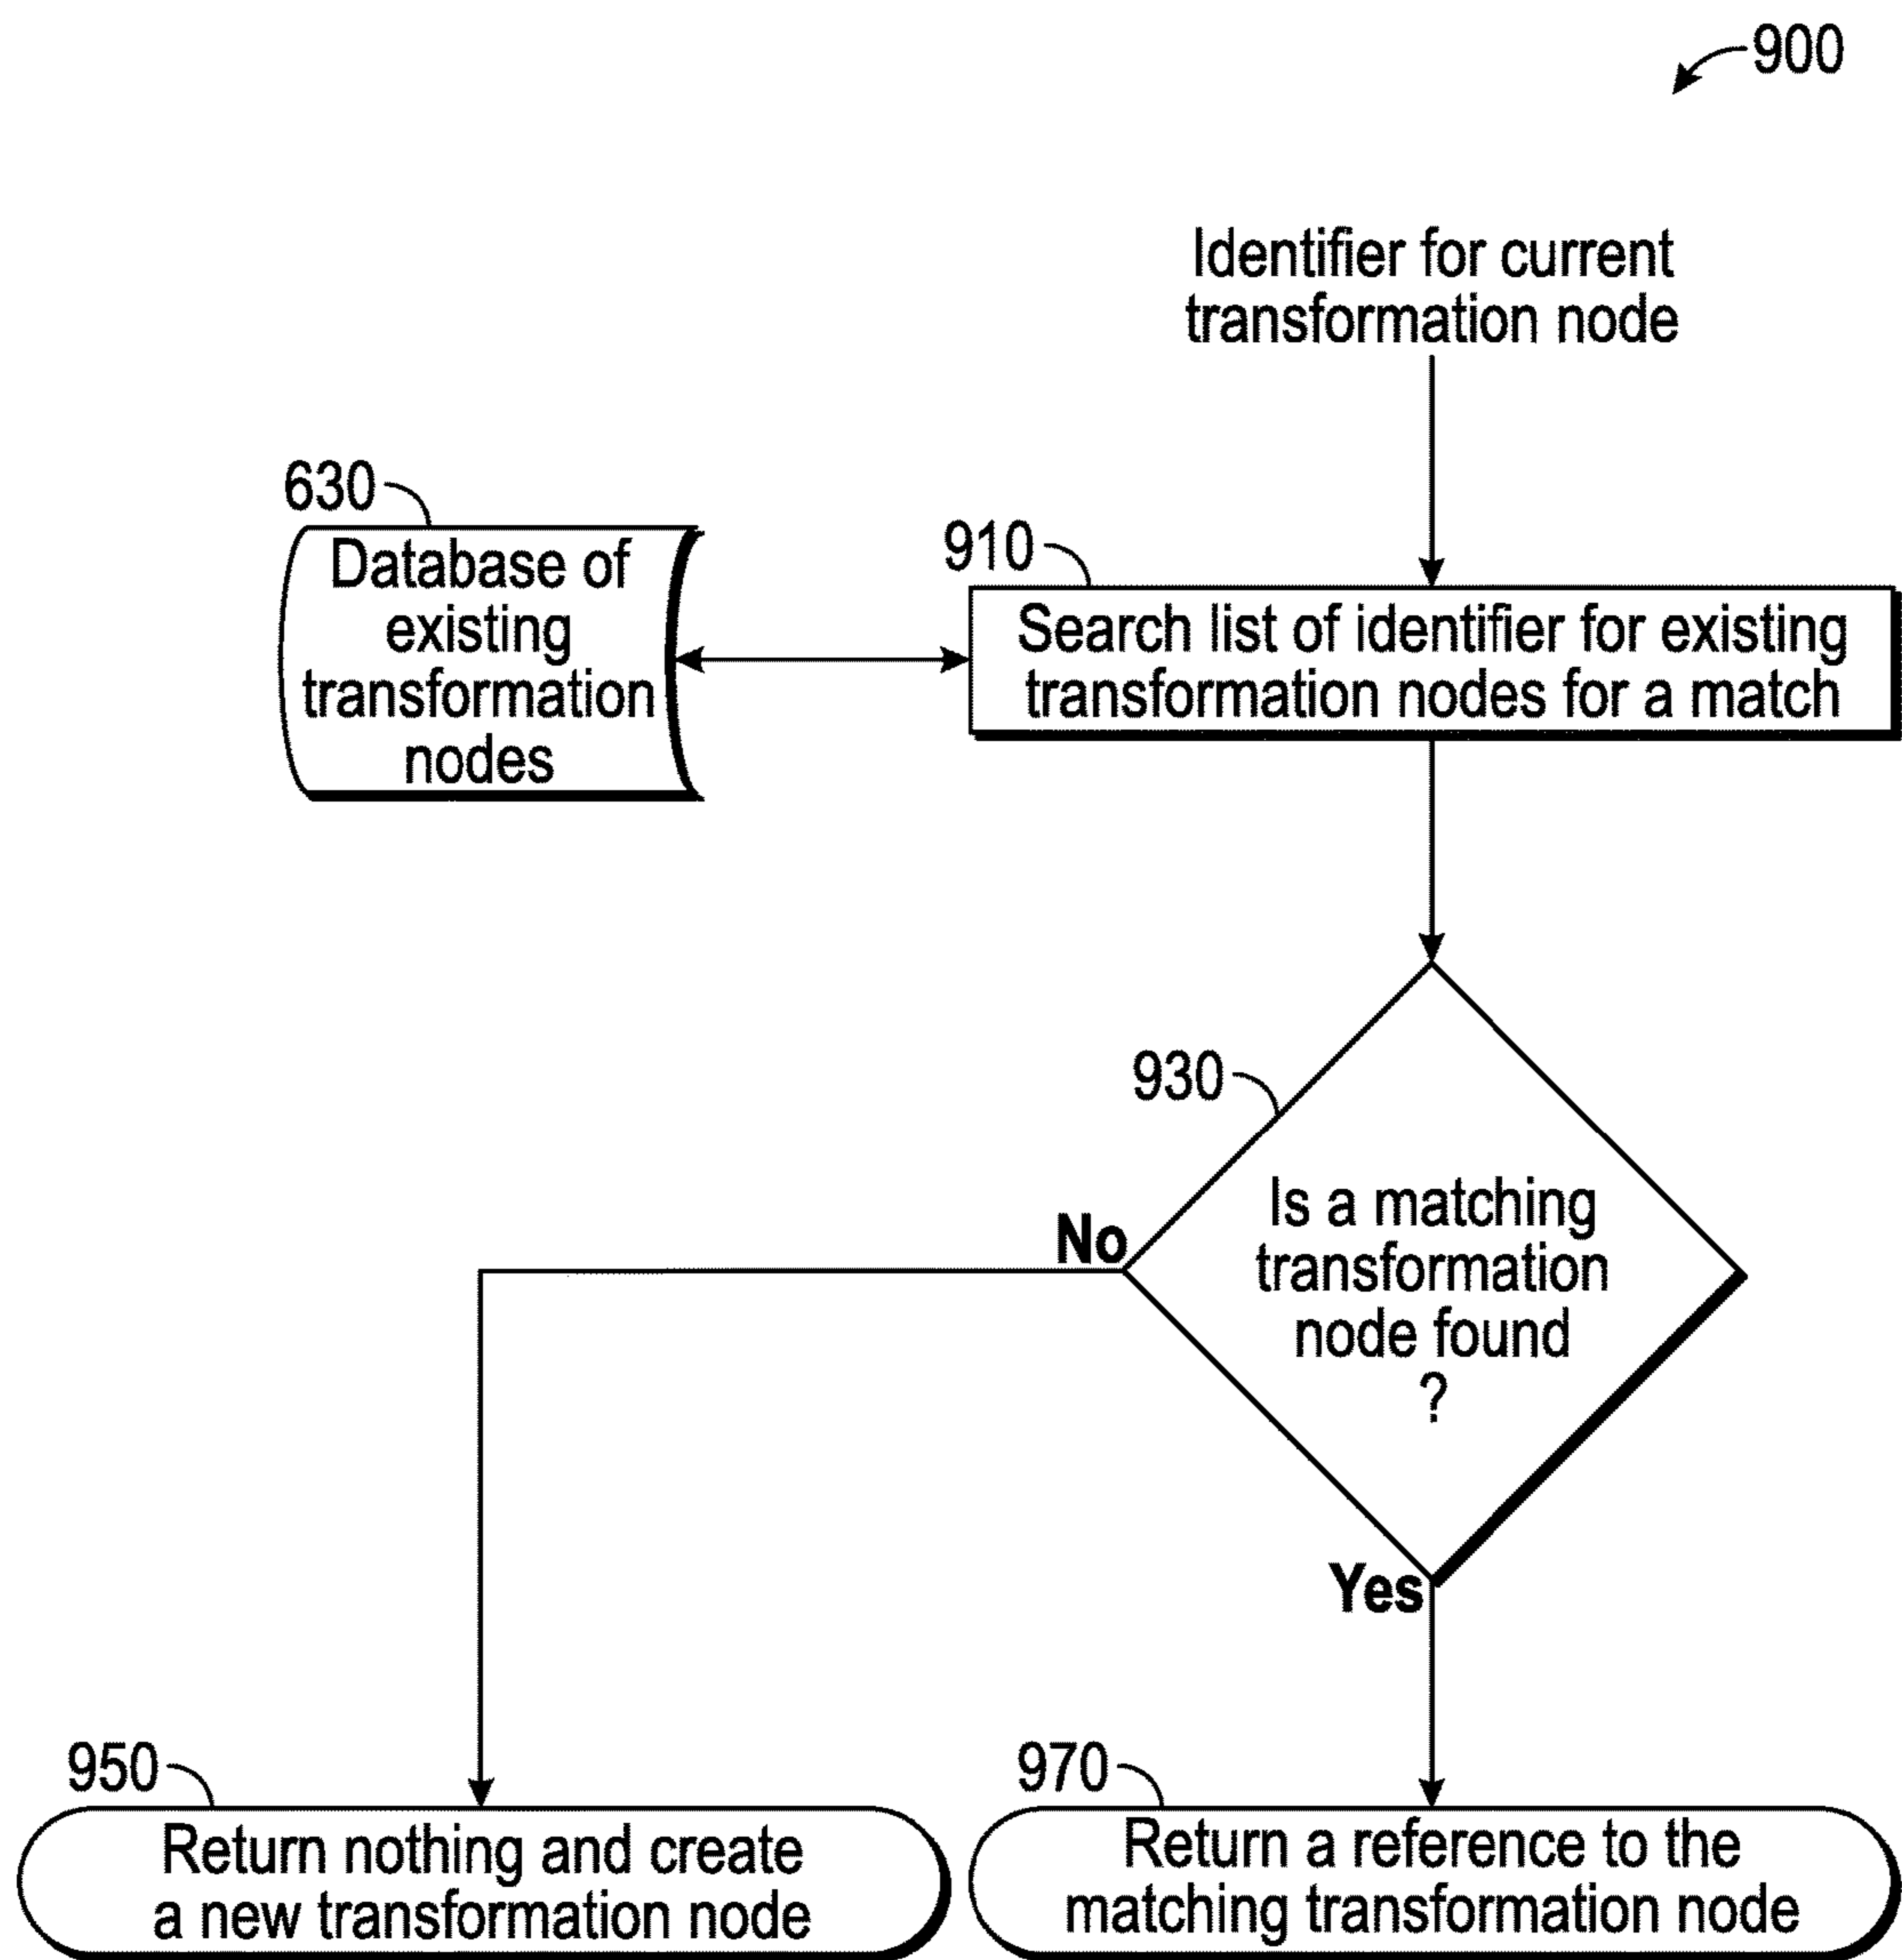 900
Identifier for current
transformation node
630
Database of
existing
transformation
nodes
910
Search list of identifier for existing
transformation nodes for a match
930
Is a matching
transformation
node found
?
No
Yes
950
Return nothing and create
a new transformation node
970
Return a reference to the
matching transformation node